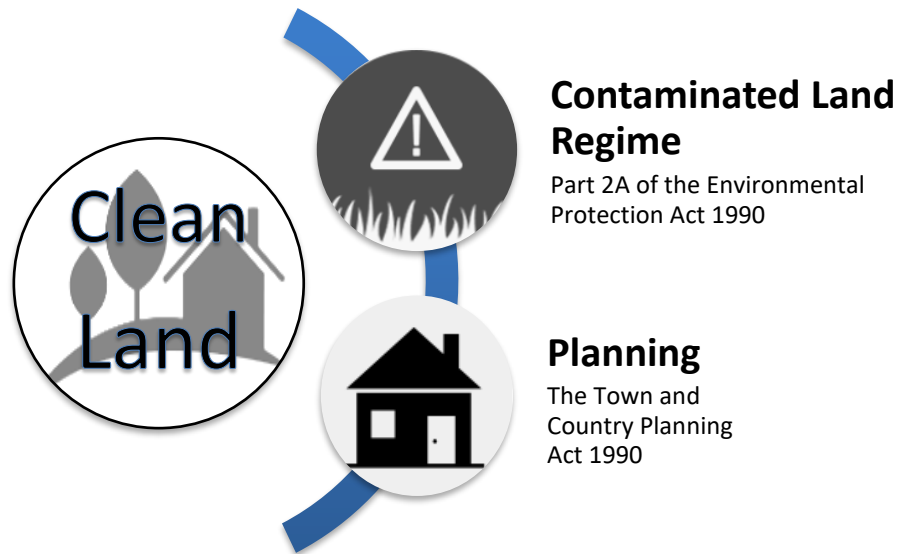 Clean
Land
Contaminated Land
Regime
Part 2A of the Environmental
Protection Act 1990
Planning
The Town and
Country Planning
Act 1990